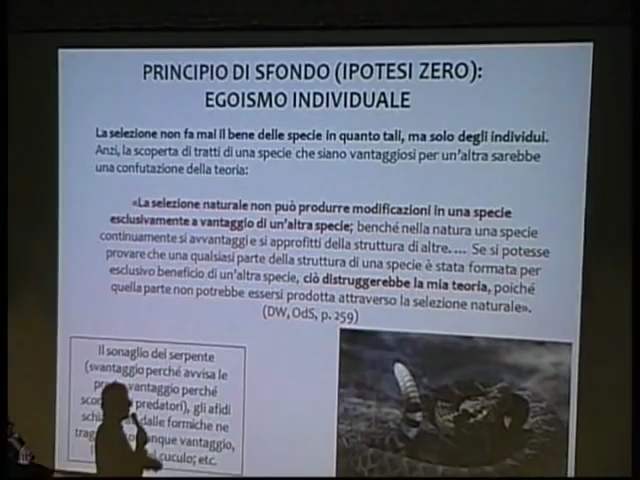 PRINCIPIO DI SFONDO (IPOTESI ZERO):
EGOISMO INDIVIDUALE
La selezione non fa mai il bene delle specie in quanto tali, ma solo degli individui.
Anzi, la scoperta di tratti di una specie che siano vantaggiosi per un'altra sarebbe
una confutazione della teoria:
«La selezione naturale non può produrre modificazioni in una specie
esclusivamente a vantaggio di un'altra specie; benché nella natura una specie
continuamente si avvantaggi e si approfitti della struttura di altre.... Se si potesse
provare che una qualsiasi parte della struttura di una specie è stata formata per
esclusivo beneficio di un'altra specie, ciò distruggerebbe la mia teoria, poiché
quella parte non potrebbe essersi prodotta attraverso la selezione naturale».
(DW, OdS, p. 259)
Il sonaglio del serpente
(svantaggio perché avvisa le
vantaggio perché
predatori), gli afidi
dalle formiche ne
vantaggio,
cuculo; etc.